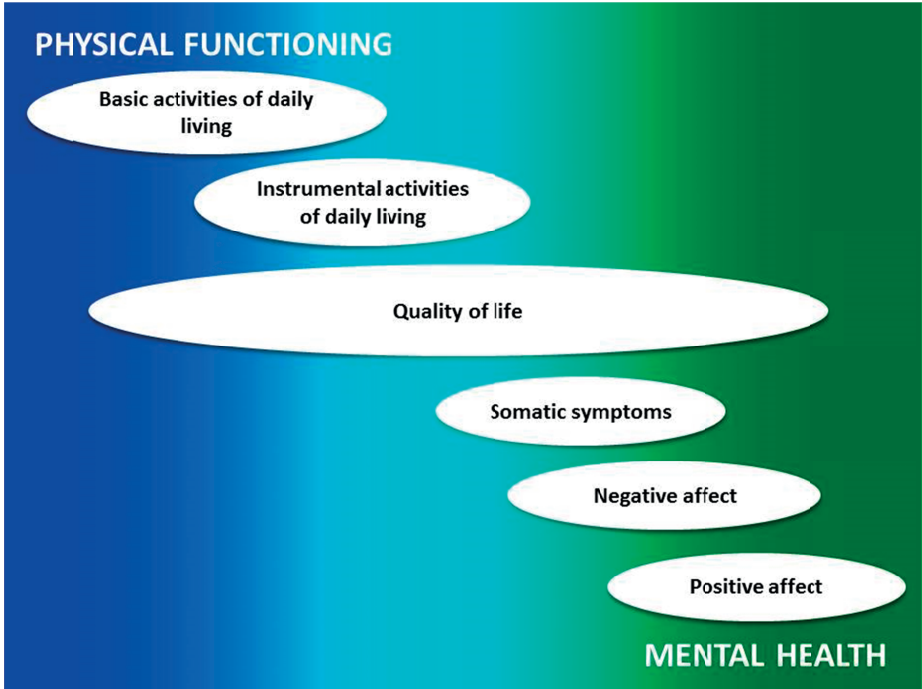 PHYSICAL FUNCTIONING
Basic activities of daily
living
Instrumental activities
of daily living
Quality of life
Somatic symptoms
Negative affect
Positive affect
MENTAL HEALTH